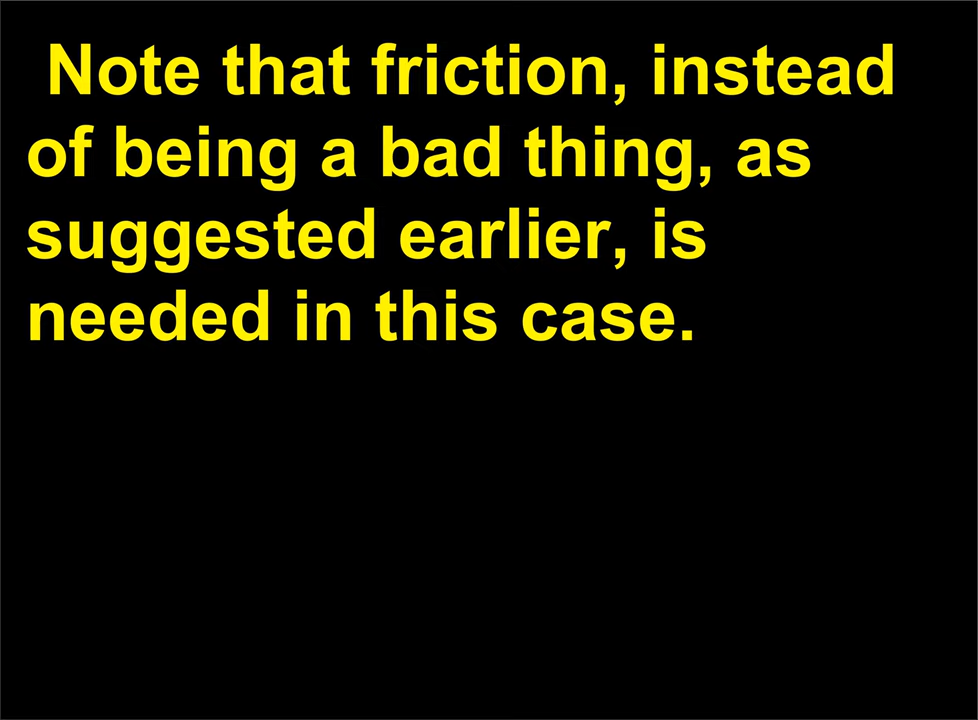 Note that friction, instead
of being a bad thing, as
suggested earlier, is
needed in this case.